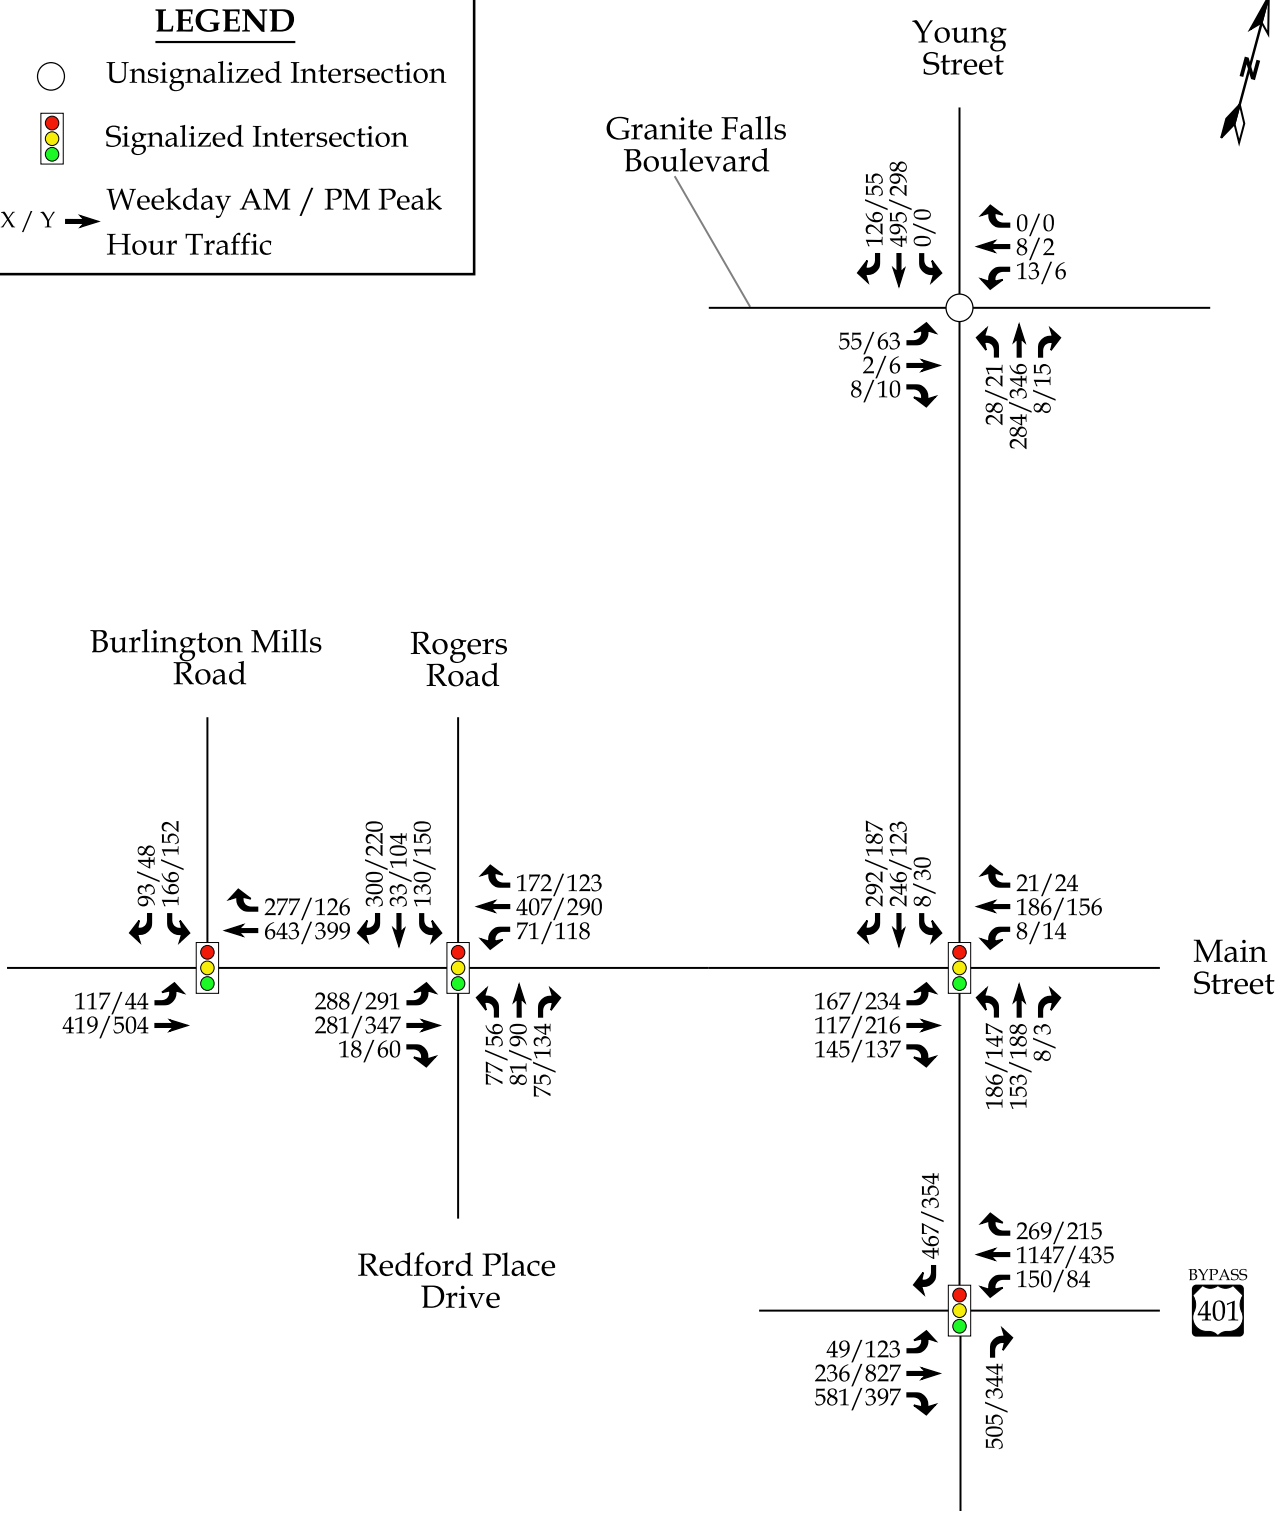 LEGEND
Unsignalized Intersection
Signalized Intersection
X / Y
Weekday AM / PM Peak
Hour Traffic
N
Young
Street
Granite Falls
Boulevard
126/55
495/298
0/0
0/0
8/2
13/6
55/63
2/6
8/10
28/21
284/346
8/15
Burlington Mills
Road
Rogers
Road
93/48
166/152
277/126
643/399
117/44
419/504
300/220
33/104
130/150
172/123
407/290
71/118
288/291
281/347
18/60
77/56
81/90
75/134
292/187
246/123
8/30
21/24
186/156
8/14
167/234
117/216
145/137
186/147
153/188
8/3
Main
Street
Redford Place
Drive
467/354
269/215
1147/435
150/84
49/123
236/827
581/397
505/344
BYPASS
401